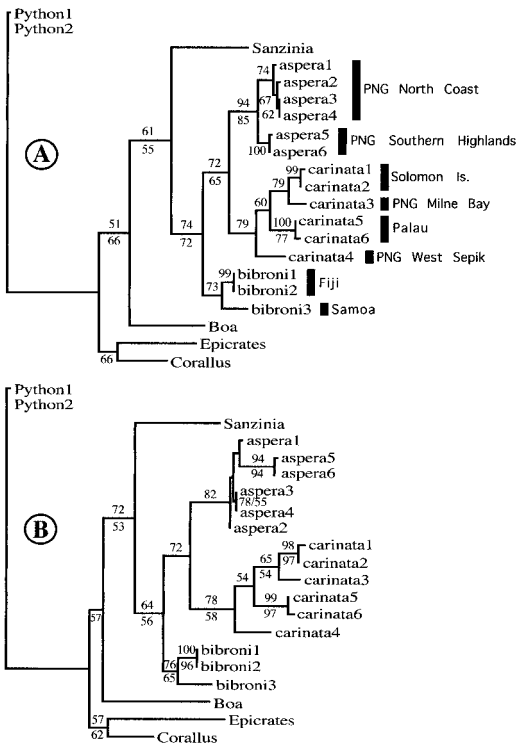 Python1
Python2
Sanzinia
aspera1
74
aspera2
PNG North Coast
67
aspera3
94
62
aspera4
85
A
61
55
aspera5
PNG Southern Highlands
100
aspera6
72
65
99
carinata1
Solomon Is.
79
carinata2
60
carinata3
PNG Milne Bay
79
100
carinata5
Palau
77
carinata6
51
66
74
72
carinata4
PNG West Sepik
99
bibroni1
Fiji
73
bibroni2
bibroni3
Samoa
Boa
Epicrates
66
Corallus
Python1
Python2
Sanzinia
aspera1
94
aspera5
94
aspera6
82
aspera3
78/55
aspera4
aspera2
B
72
53
72
98
carinata1
65
97
carinata2
54
54
carinata3
78
99
carinata5
58
97
carinata6
64
56
57
carinata4
100
bibroni1
76
96
bibroni2
65
bibroni3
Boa
57
Epicrates
62
Corallus